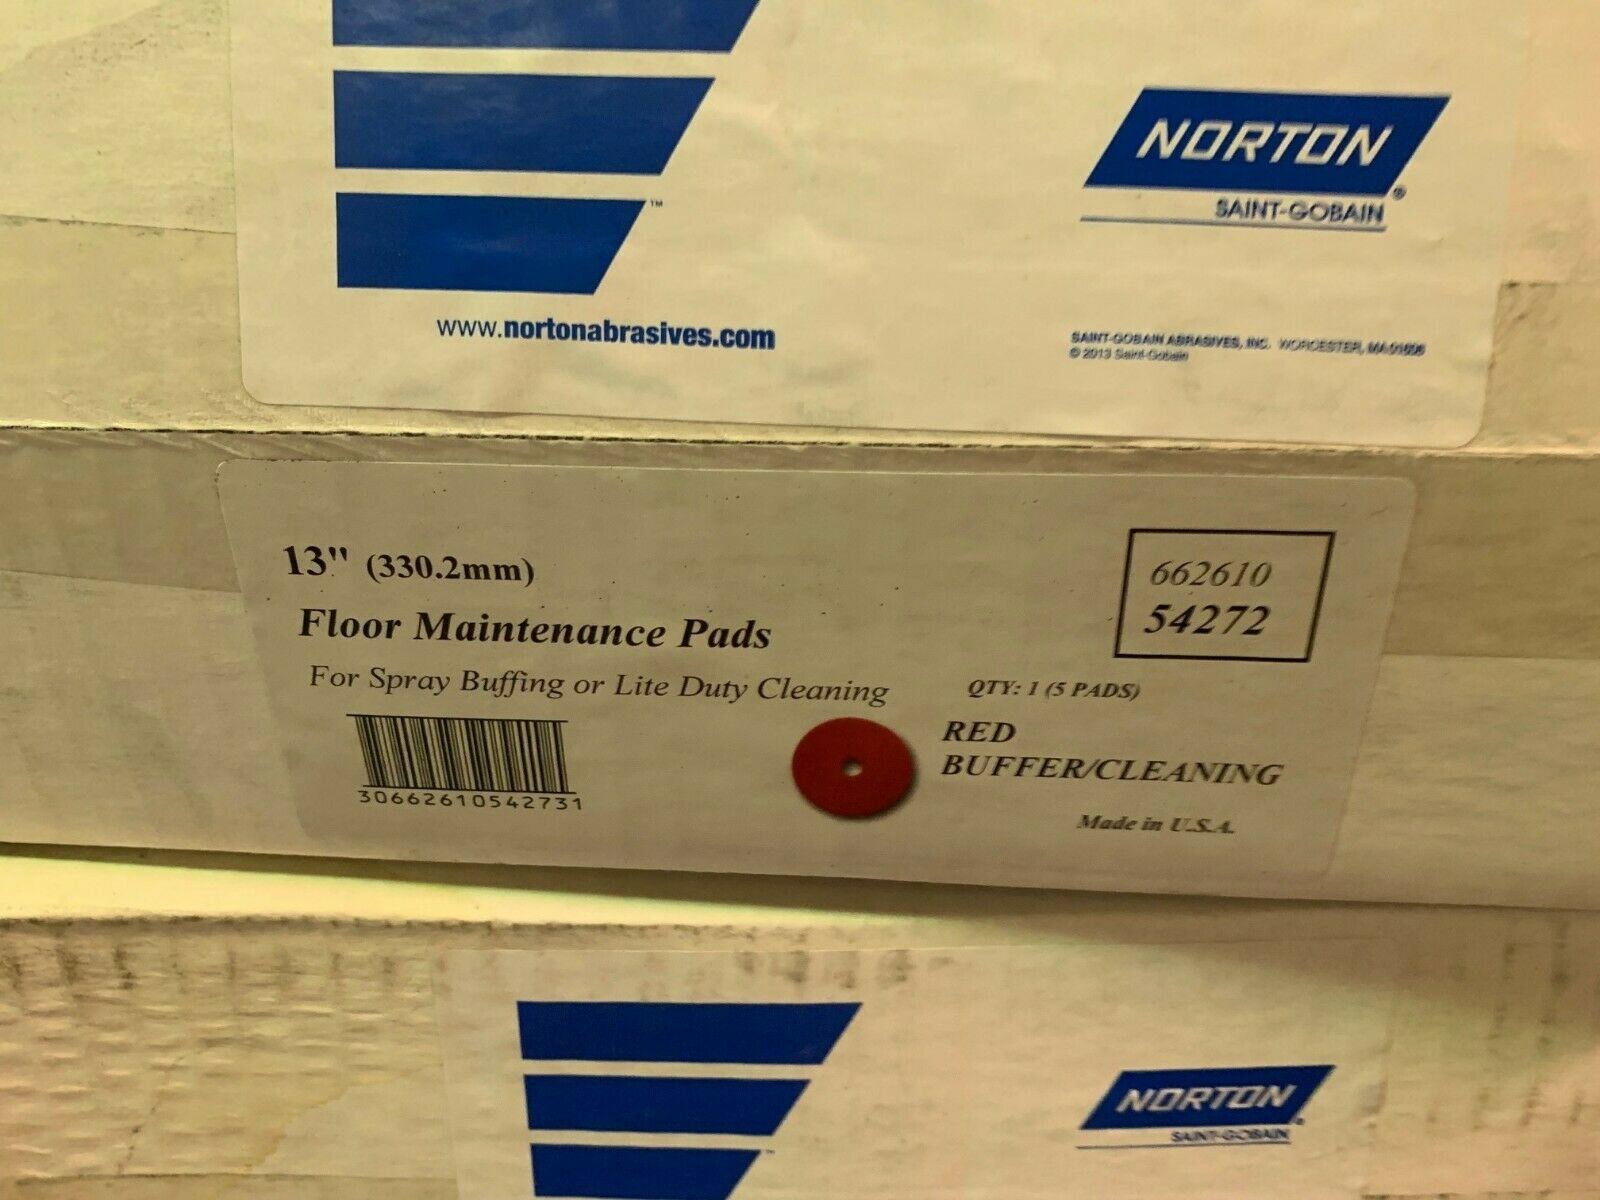 NORTON
®
SAINT-GOBAIN
™
www.nortonabrasives.com
SAINT-GOBAIN ABRASIVES, INC. WORCESTER, MA 01606
© 2013 Saint-Gobain
13" (330.2mm)
662610
54272
Floor Maintenance Pads
For Spray Buffing or Lite Duty Cleaning
QTY: 1 (5 PADS)
RED
BUFFER/CLEANING
30662610542731
Made in U.S.A.
NORTON
®
SAINT-GOBAIN
™